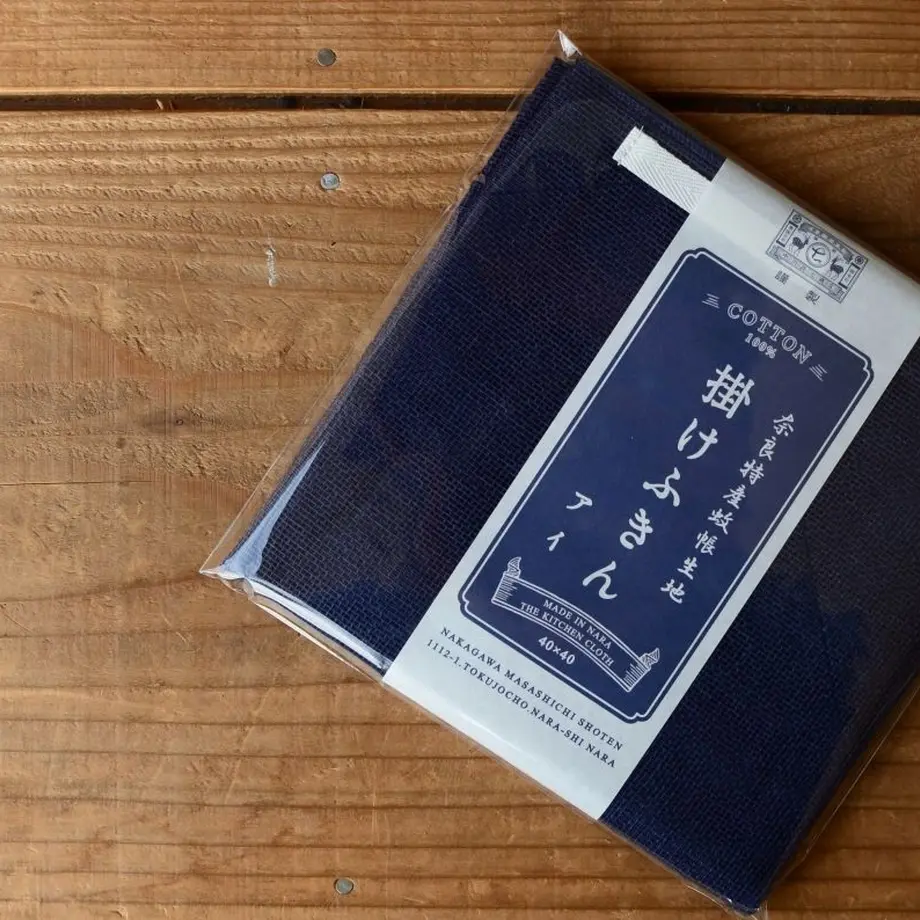 七
謹製
COTTON
100%
奈良特産蚊帳生地
掛けふきん
アイ
MADE IN NARA
THE KITCHEN CLOTH
40×40
NAKAGAWA MASASHICHI SHOTEN
1112-1.TOKUJOCHO.NARA-SHI NARA